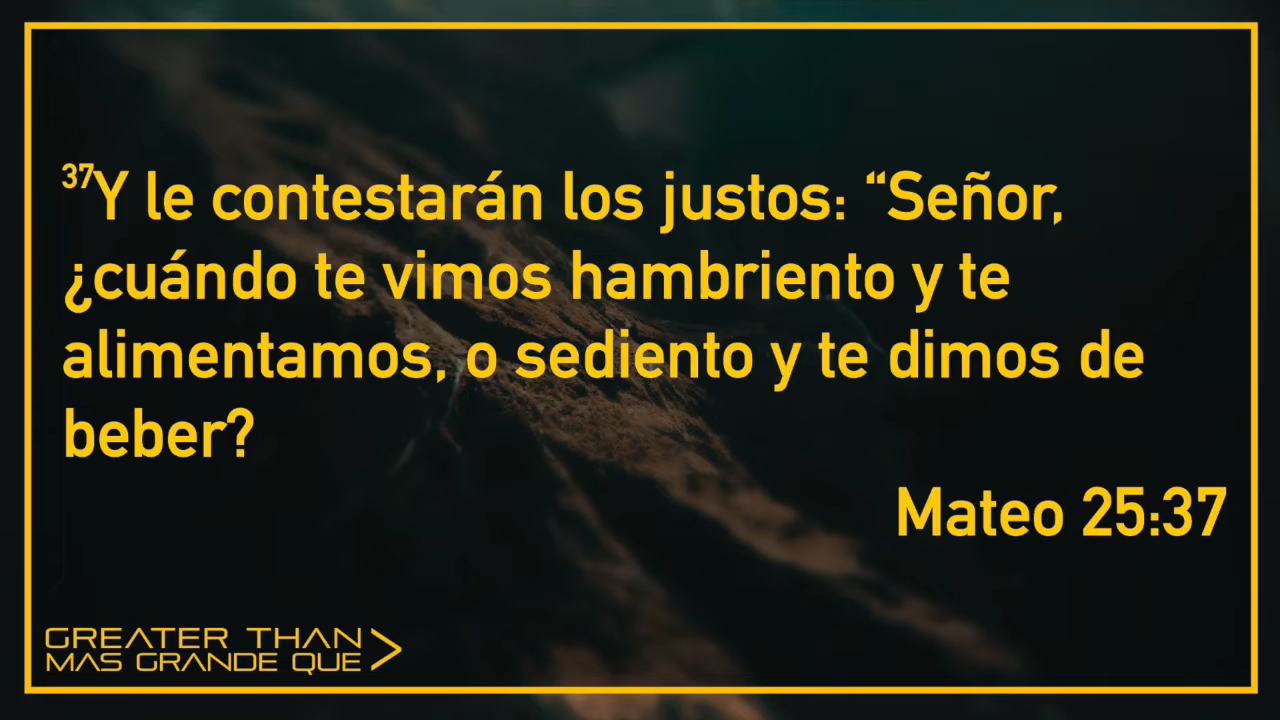 ³⁷Y le contestarán los justos: “Señor,
¿cuándo te vimos hambriento y te
alimentamos, o sediento y te dimos de
beber?
Mateo 25:37
GREATER THAN
MAS GRANDE QUE >